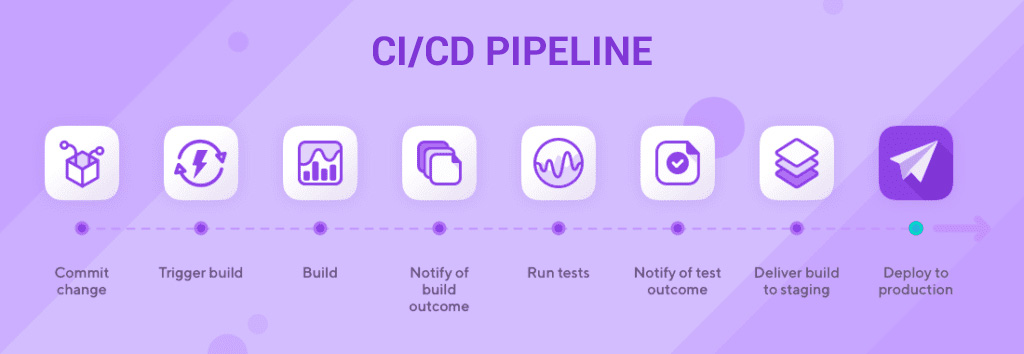 CI/CD PIPELINE
Commit
change
Trigger build
Build
Notify of
build
outcome
Run tests
Notify of test
outcome
Deliver build
to staging
Deploy to
production